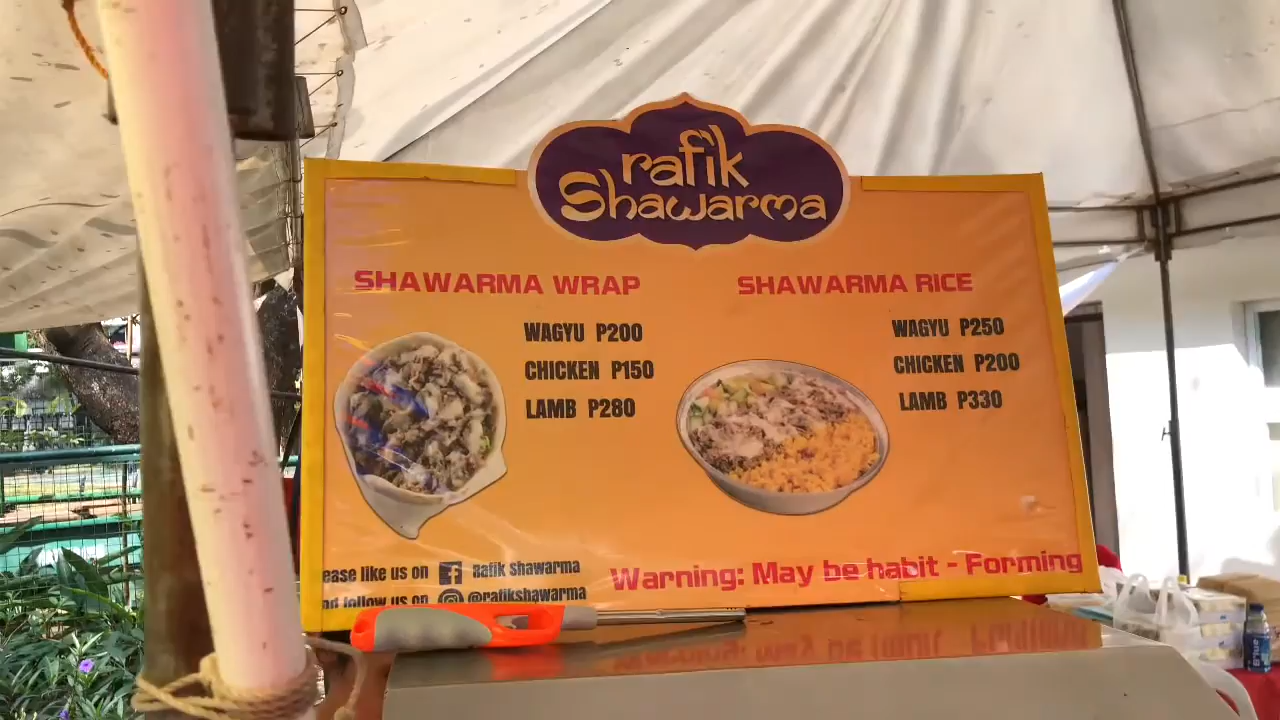 rafik
Shawarma
SHAWARMA WRAP
WAGYU P200
CHICKEN P150
LAMB P280
SHAWARMA RICE
WAGYU P250
CHICKEN P200
LAMB P330
ease like us on Rafik Shawarma
nd follow us on @rafikshawarma
Warning: May be habit - Forming